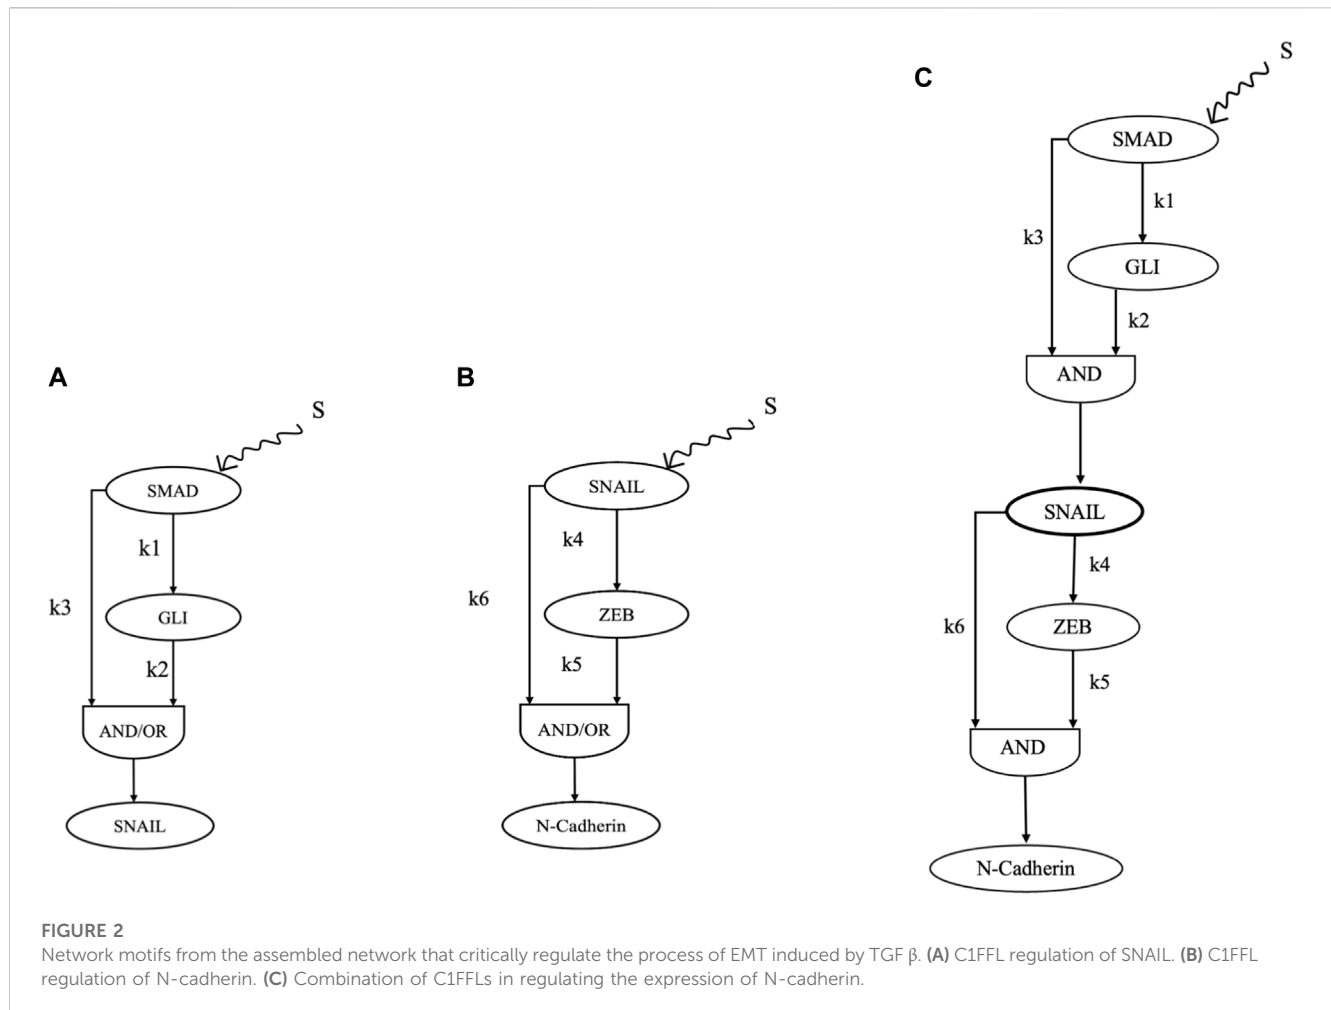 A
S
SMAD
k1
k3
GLI
k2
AND/OR
SNAIL
B
S
SNAIL
k4
k6
ZEB
k5
AND/OR
N-Cadherin
C
S
SMAD
k1
k3
GLI
k2
AND
SNAIL
k4
k6
ZEB
k5
AND
N-Cadherin
FIGURE 2
Network motifs from the assembled network that critically regulate the process of EMT induced by TGF β. (A) C1FFL regulation of SNAIL. (B) C1FFL
regulation of N-cadherin. (C) Combination of C1FFLs in regulating the expression of N-cadherin.